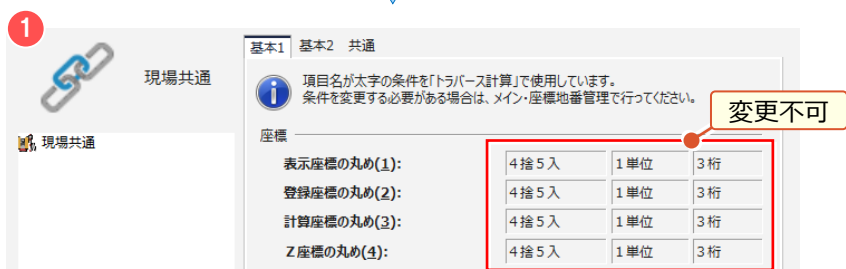 1
基本1 基本2 共通
現場共通
項目名が太字の条件を「トラバース計算」で使用しています。
条件を変更する必要がある場合は、メイン・座標地番管理で行ってください。
変更不可
現場共通
座標
表示座標の丸め(1): 4捨5入 1単位 3桁
登録座標の丸め(2): 4捨5入 1単位 3桁
計算座標の丸め(3): 4捨5入 1単位 3桁
Z座標の丸め(4): 4捨5入 1単位 3桁